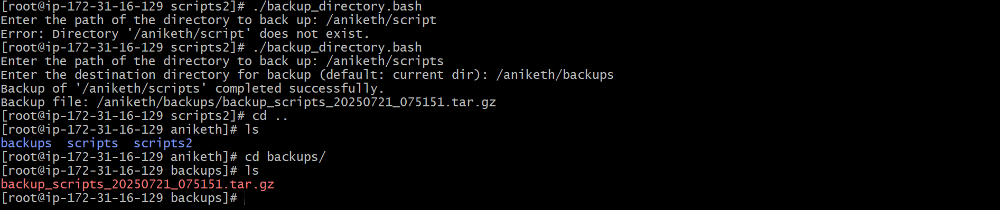 [root@ip-172-31-16-129 scripts2]# ./backup_directory.bash
Enter the path of the directory to back up: /aniketh/script
Error: Directory '/aniketh/script' does not exist.
[root@ip-172-31-16-129 scripts2]# ./backup_directory.bash
Enter the path of the directory to back up: /aniketh/scripts
Enter the destination directory for backup (default: current dir): /aniketh/backups
Backup of '/aniketh/scripts' completed successfully.
Backup file: /aniketh/backups/backup_scripts_20250721_075151.tar.gz
[root@ip-172-31-16-129 scripts2]# cd ..
[root@ip-172-31-16-129 aniketh]# ls
backups  scripts  scripts2
[root@ip-172-31-16-129 aniketh]# cd backups/
[root@ip-172-31-16-129 backups]# ls
backup_scripts_20250721_075151.tar.gz
[root@ip-172-31-16-129 backups]#